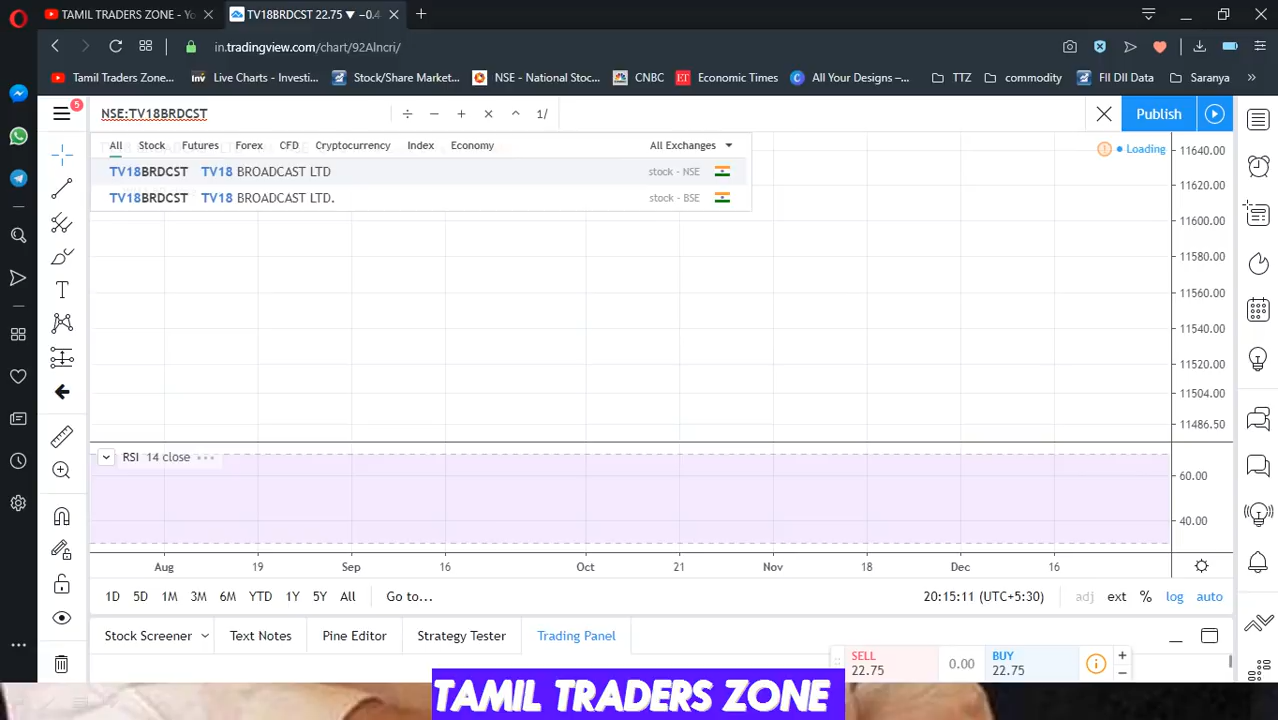 TAMIL TRADERS ZONE - Yo
TV18BRDCST 22.75 ▼ −0.4
in.tradingview.com/chart/92Alncri/
Tamil Traders Zone...
inv Live Charts - Investi...
Stock/Share Market...
NSE - National Stoc...
CNBC
ET Economic Times
C All Your Designs –...
TTZ
commodity
FII DII Data
Saranya
»
5
NSE:TV18BRDCST
÷ − + × ^ 1/
Publish
All Stock Futures Forex CFD Cryptocurrency Index Economy
All Exchanges
TV18BRDCST TV18 BROADCAST LTD stock - NSE
TV18BRDCST TV18 BROADCAST LTD. stock - BSE
Loading
11640.00
11620.00
11600.00
11580.00
11560.00
11540.00
11520.00
11504.00
11486.50
RSI 14 close
60.00
40.00
Aug 19 Sep 16 Oct 21 Nov 18 Dec 16
1D 5D 1M 3M 6M YTD 1Y 5Y All Go to... 20:15:11 (UTC+5:30) adj ext % log auto
Stock Screener Text Notes Pine Editor Strategy Tester Trading Panel
SELL
22.75
0.00
BUY
22.75
TAMIL TRADERS ZONE